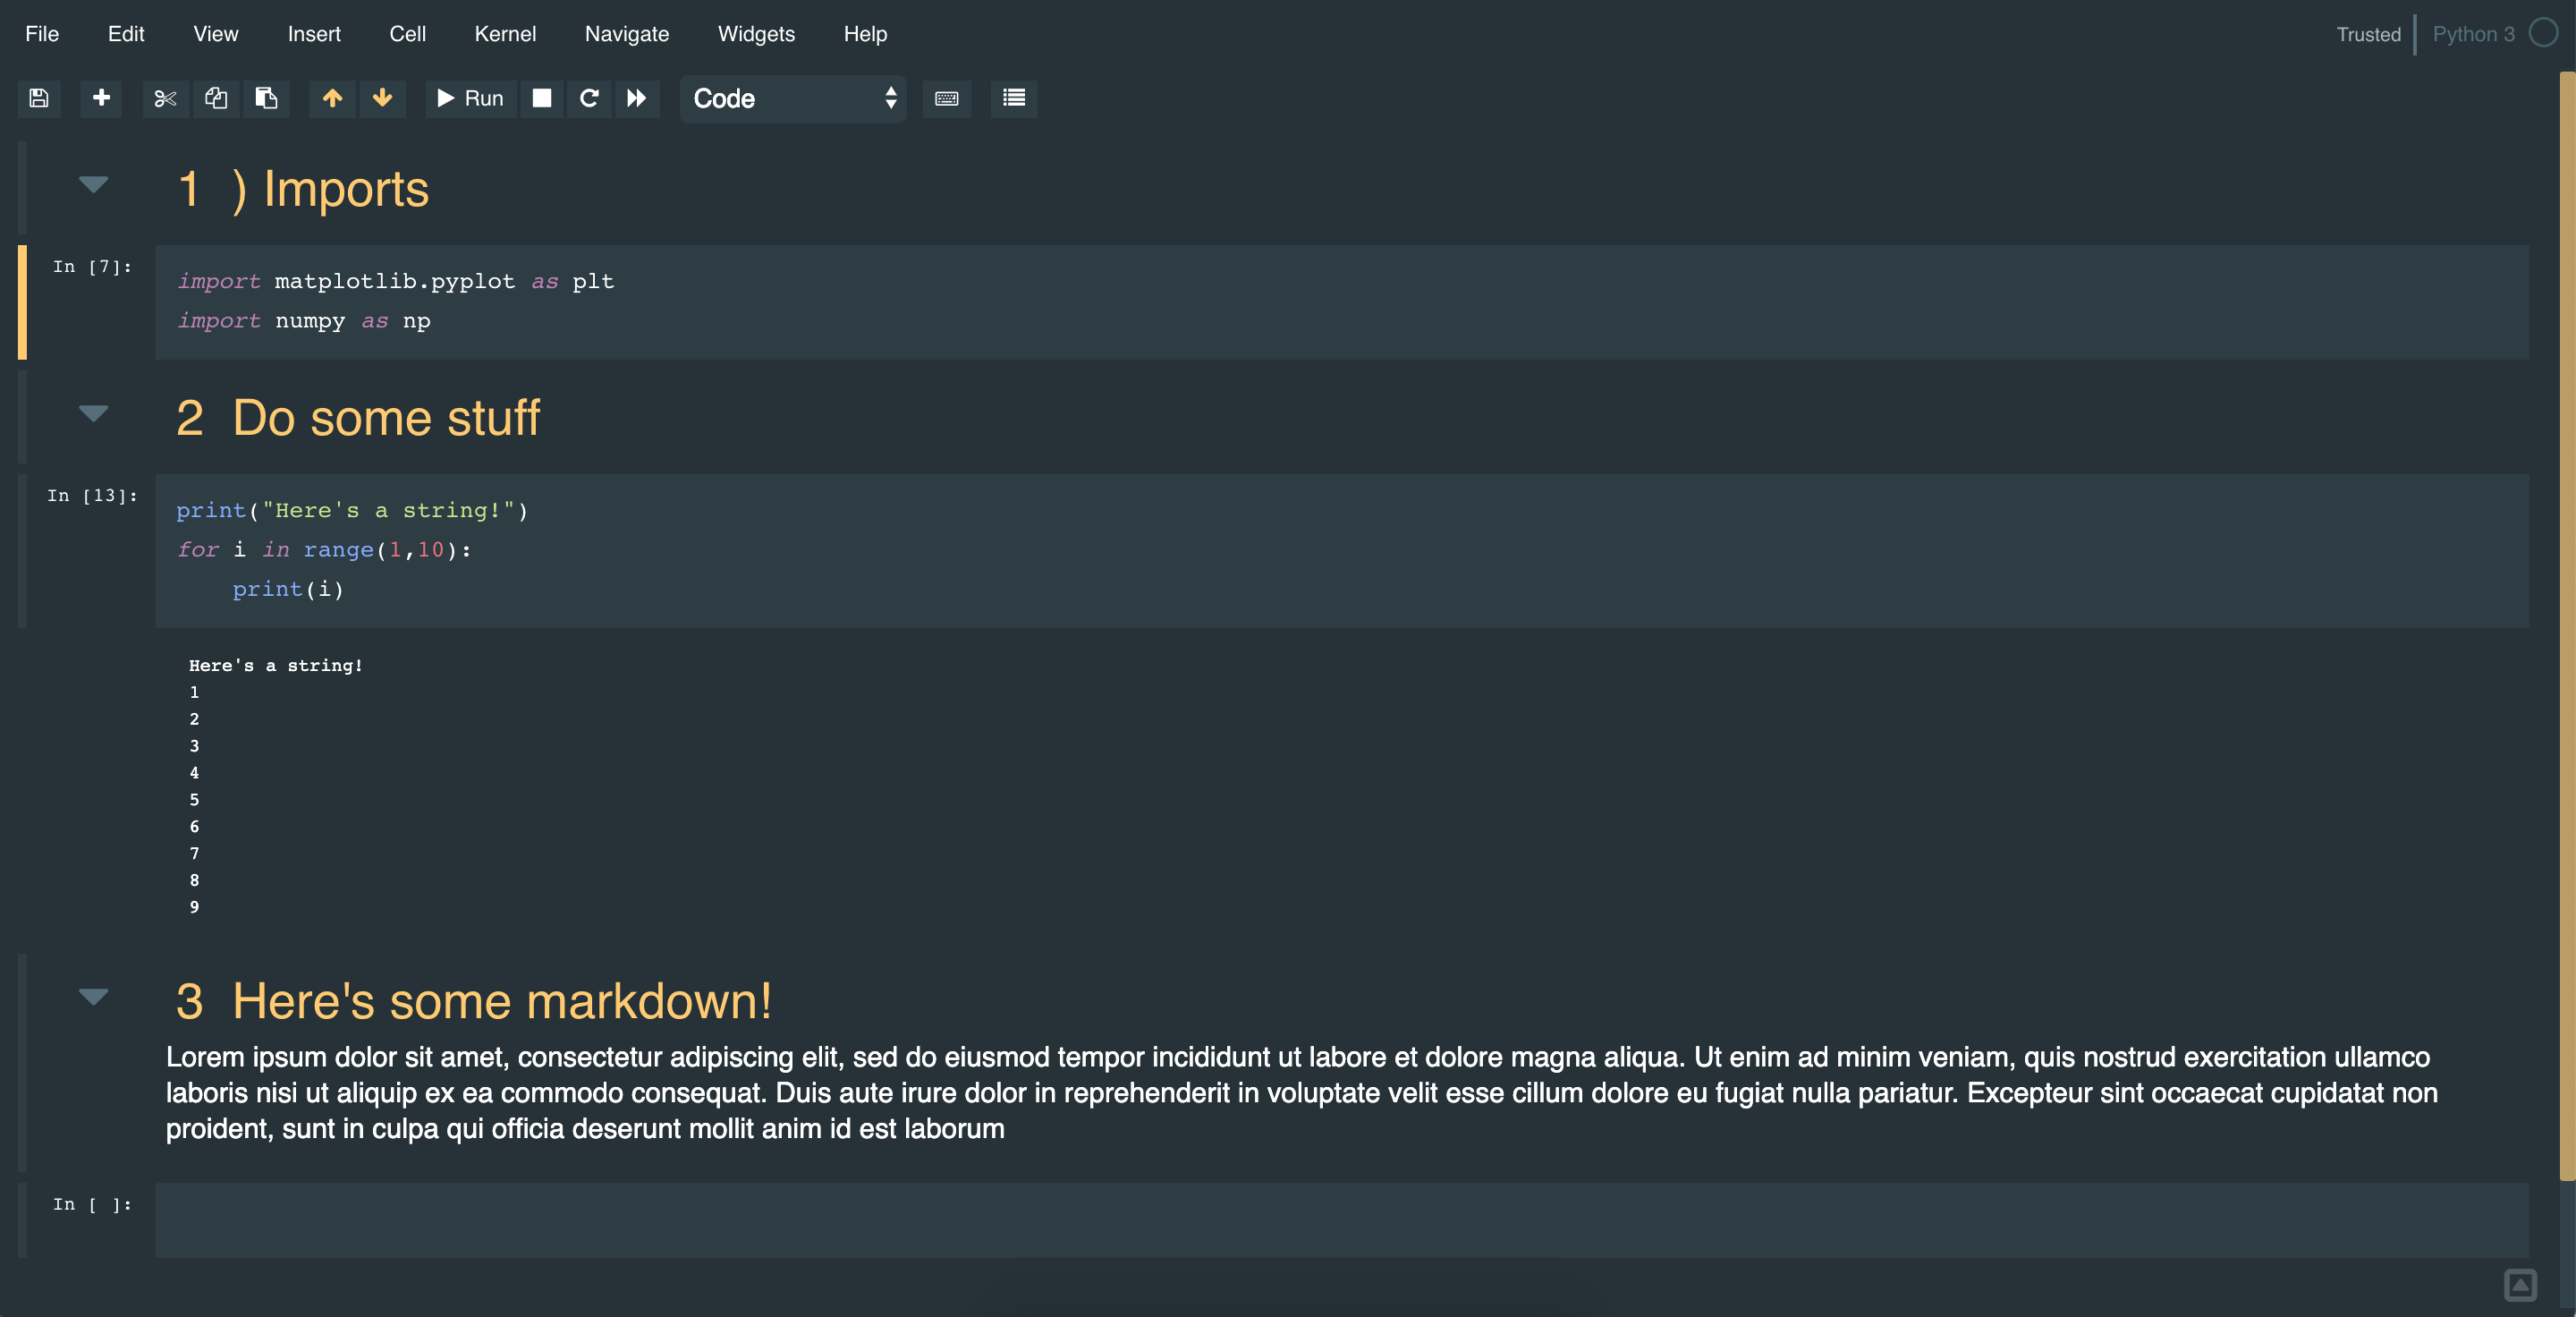 File Edit View Insert Cell Kernel Navigate Widgets Help Trusted Python 3
Run Code
1 ) Imports
In [7]:
import matplotlib.pyplot as plt
import numpy as np
2 Do some stuff
In [13]:
print("Here's a string!")
for i in range(1,10):
    print(i)
Here's a string!
1
2
3
4
5
6
7
8
9
3 Here's some markdown!
Lorem ipsum dolor sit amet, consectetur adipiscing elit, sed do eiusmod tempor incididunt ut labore et dolore magna aliqua. Ut enim ad minim veniam, quis nostrud exercitation ullamco
laboris nisi ut aliquip ex ea commodo consequat. Duis aute irure dolor in reprehenderit in voluptate velit esse cillum dolore eu fugiat nulla pariatur. Excepteur sint occaecat cupidatat non
proident, sunt in culpa qui officia deserunt mollit anim id est laborum
In [ ]: